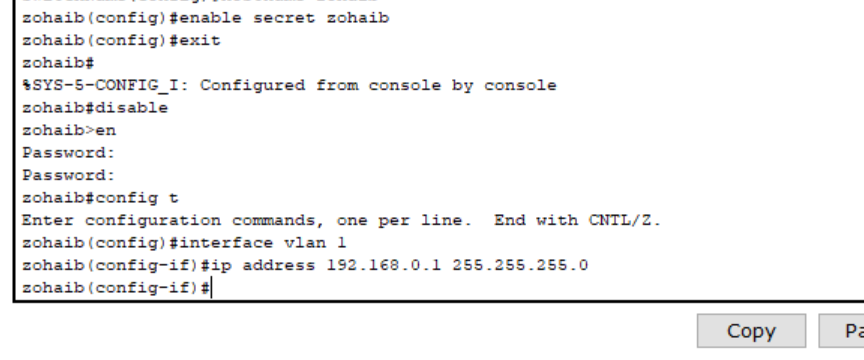 zohaib(config)#enable secret zohaib
zohaib(config)#exit
zohaib#
%SYS-5-CONFIG_I: Configured from console by console
zohaib#disable
zohaib>en
Password:
Password:
zohaib#config t
Enter configuration commands, one per line.  End with CNTL/Z.
zohaib(config)#interface vlan 1
zohaib(config-if)#ip address 192.168.0.1 255.255.255.0
zohaib(config-if)#
Copy
Pa